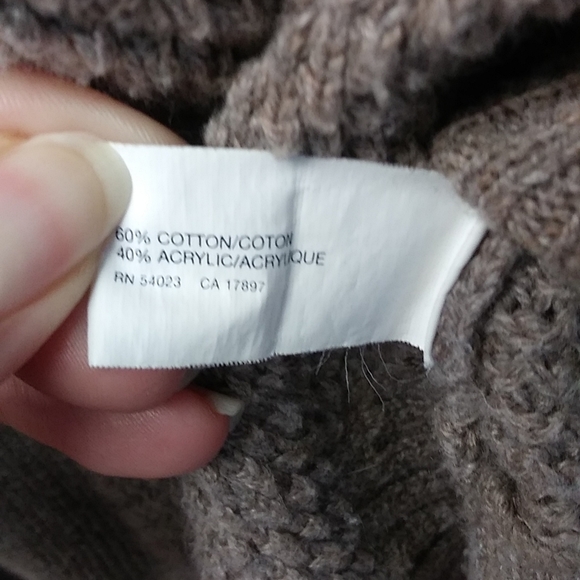 60% COTTON/COTON
40% ACRYLIC/ACRYLIQUE
RN 54023 CA 17897